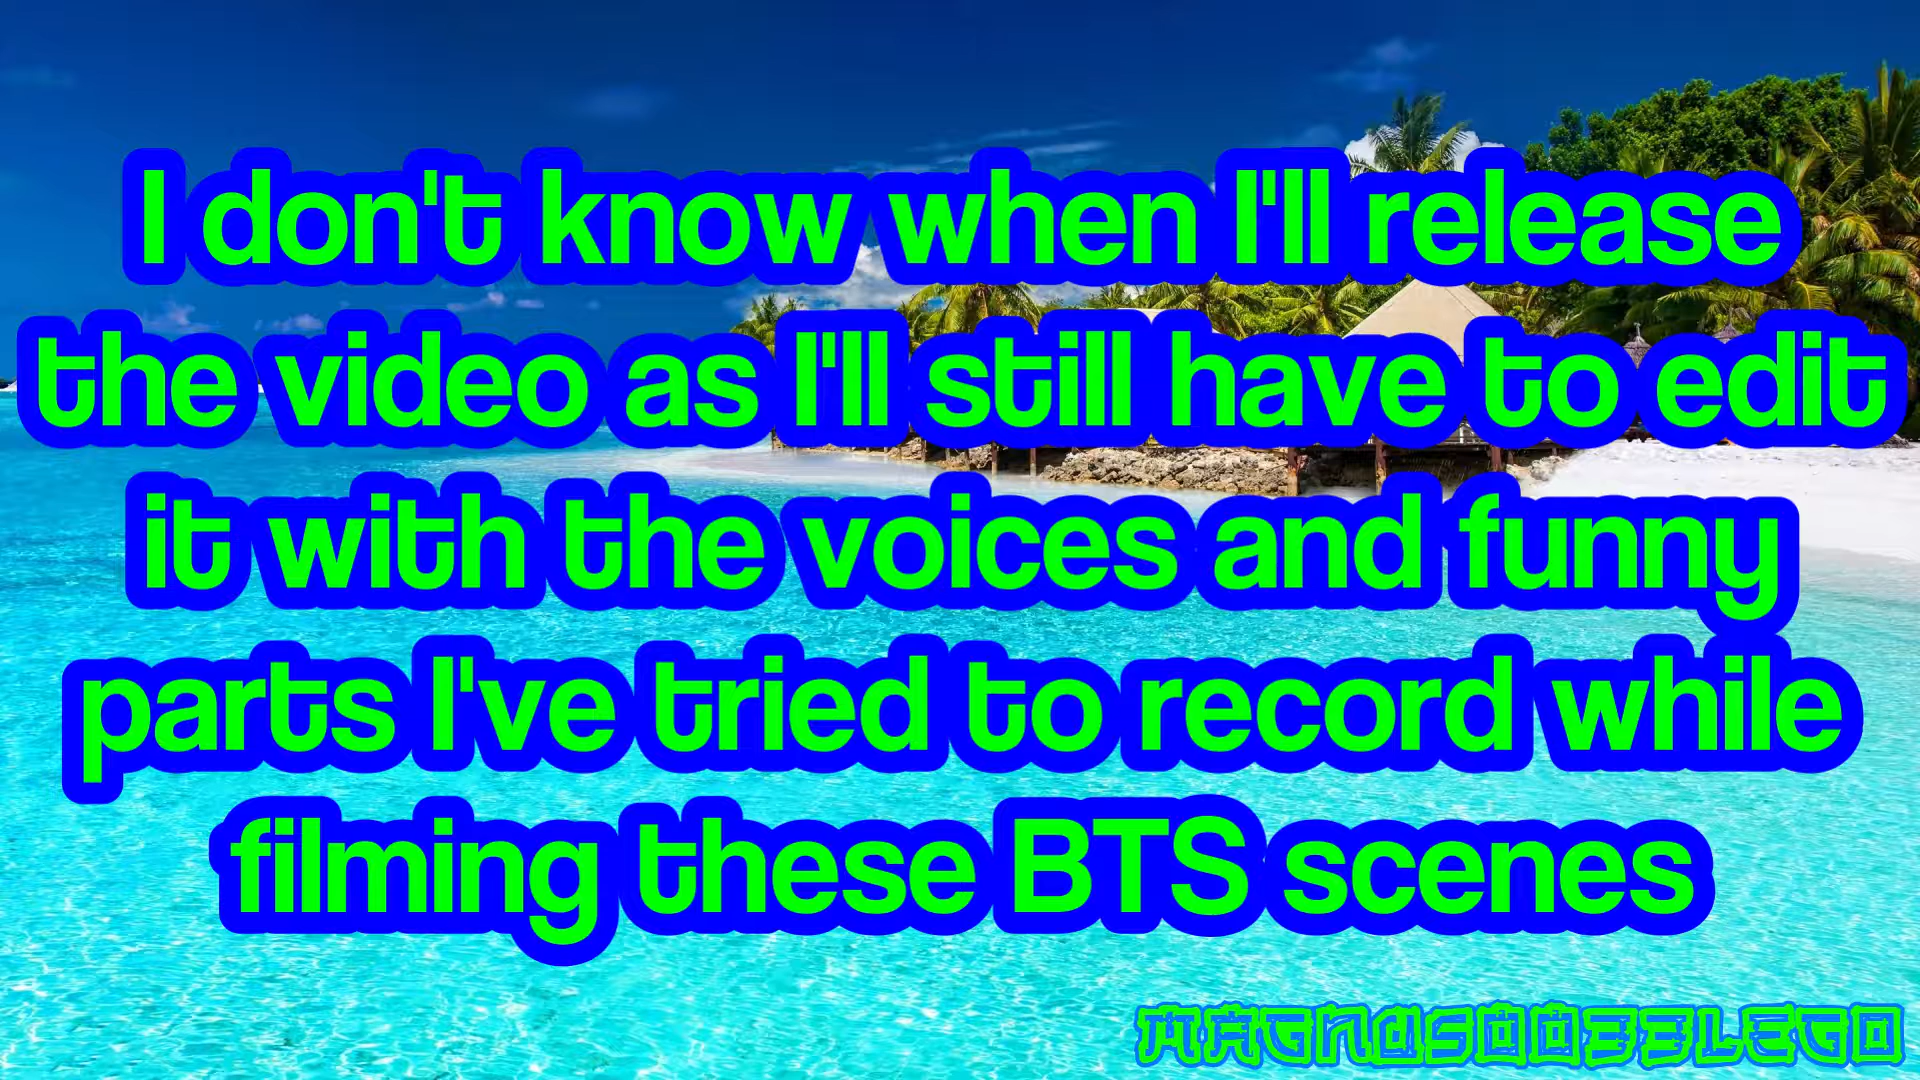 I don't know when I'll release
the video as I'll still have to edit
it with the voices and funny
parts I've tried to record while
filming these BTS scenes
MAGNUS0033LEGO